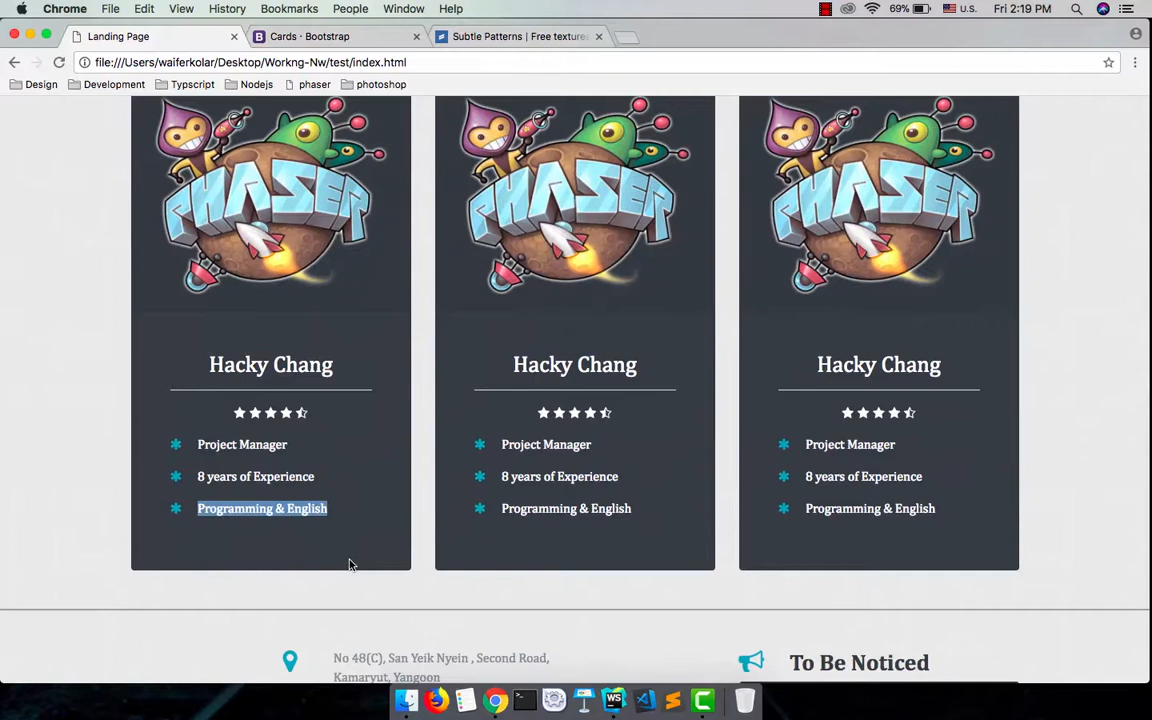 Chrome File Edit View History Bookmarks People Window Help 69% U.S. Fri 2:19 PM
Landing Page Cards · Bootstrap Subtle Patterns | Free texture
file:///Users/waiferkolar/Desktop/Workng-Nw/test/index.html
Design Development Typscript Nodejs phaser photoshop
PHASER PHASER PHASER
Hacky Chang Hacky Chang Hacky Chang
Project Manager Project Manager Project Manager
8 years of Experience 8 years of Experience 8 years of Experience
Programming & English Programming & English Programming & English
No 48(C), San Yeik Nyein , Second Road, To Be Noticed
Kamaryut, Yangoon
WS